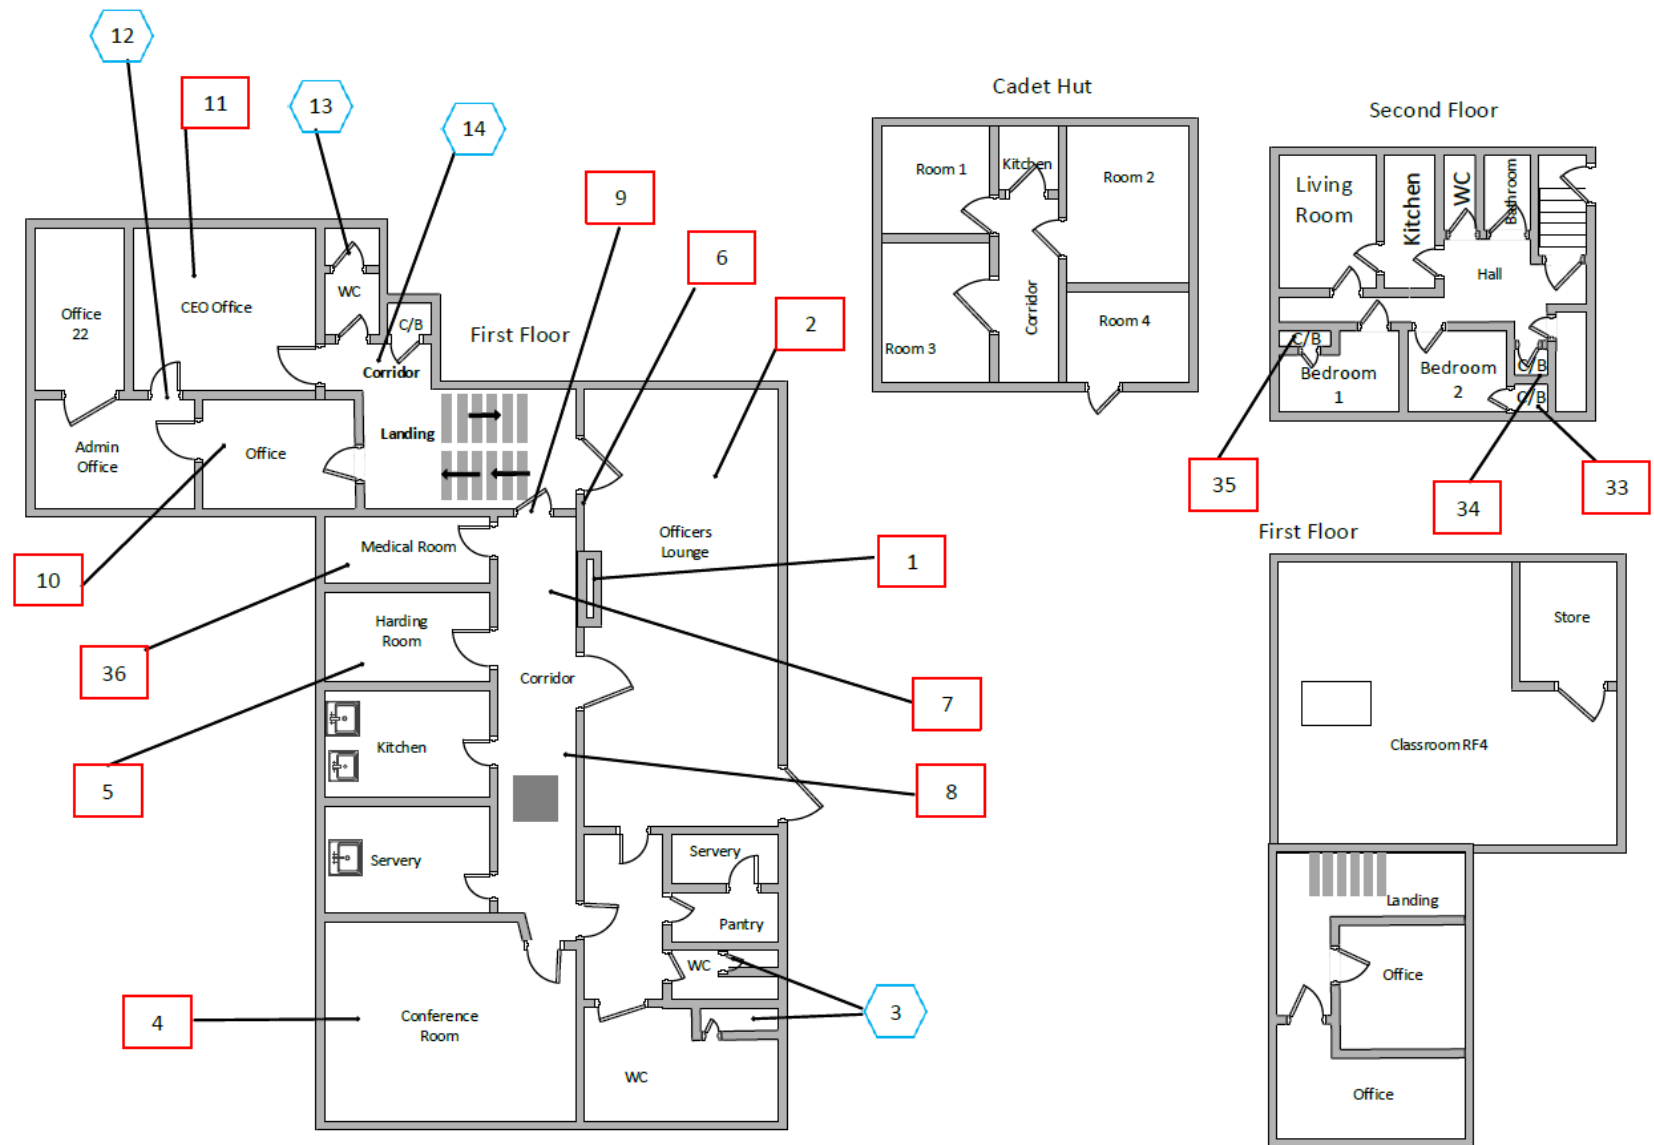 12
11
13
14
9
6
2
First Floor
Office
22
CEO Office
WC
C/B
Corridor
Landing
Admin
Office
Office
10
36
5
4
Medical Room
Harding
Room
Kitchen
Servery
Conference
Room
Corridor
Officers
Lounge
1
7
8
3
Servery
Pantry
WC
WC
Cadet Hut
Room 1
Kitchen
Room 2
Corridor
Room 3
Room 4
Second Floor
Living
Room
Kitchen
WC
Bathroom
Hall
C/B
Bedroom
1
Bedroom
2
C/B
C/B
35
34
33
First Floor
Store
Classroom RF4
Landing
Office
Office